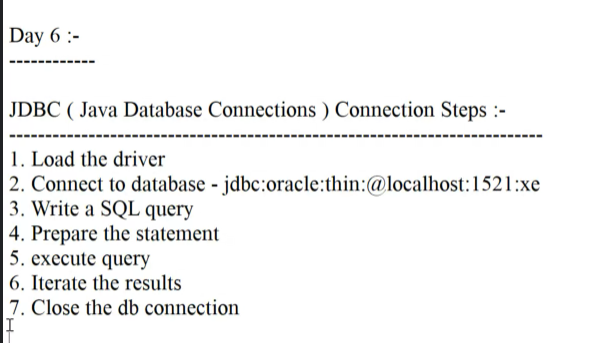 Day 6 :-
------------
JDBC ( Java Database Connections ) Connection Steps :-
--------------------------------------------------------------------------
1. Load the driver
2. Connect to database - jdbc:oracle:thin:@localhost:1521:xe
3. Write a SQL query
4. Prepare the statement
5. execute query
6. Iterate the results
7. Close the db connection